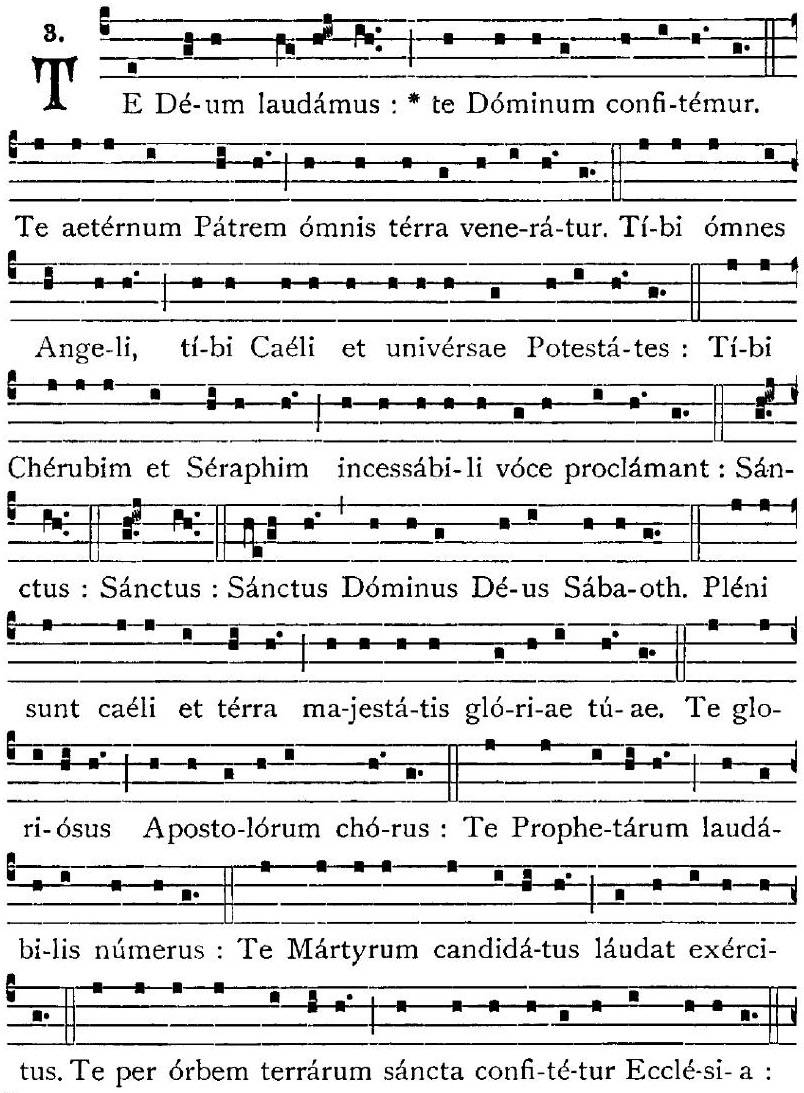 3.
TE Dé-um laudámus : * te Dóminum confi-témur.
Te aetérnum Pátrem ómnis térra vene-rá-tur. Tí-bi ómnes
Ange-li, tí-bi Caéli et univérsae Potestá-tes : Tí-bi
Chérubim et Séraphim incessábi-li vóce proclámant : Sán-
ctus : Sánctus : Sánctus Dóminus Dé-us Sába-oth. Pléni
sunt caéli et térra ma-jestá-tis gló-ri-ae tú-ae. Te glo-
ri-ósus Aposto-lórum chó-rus : Te Prophe-tárum laudá-
bi-lis númerus : Te Mártyrum candidá-tus láudat exérci-
tus. Te per órbem terrárum sáncta confi-té-tur Ecclé-si-a :